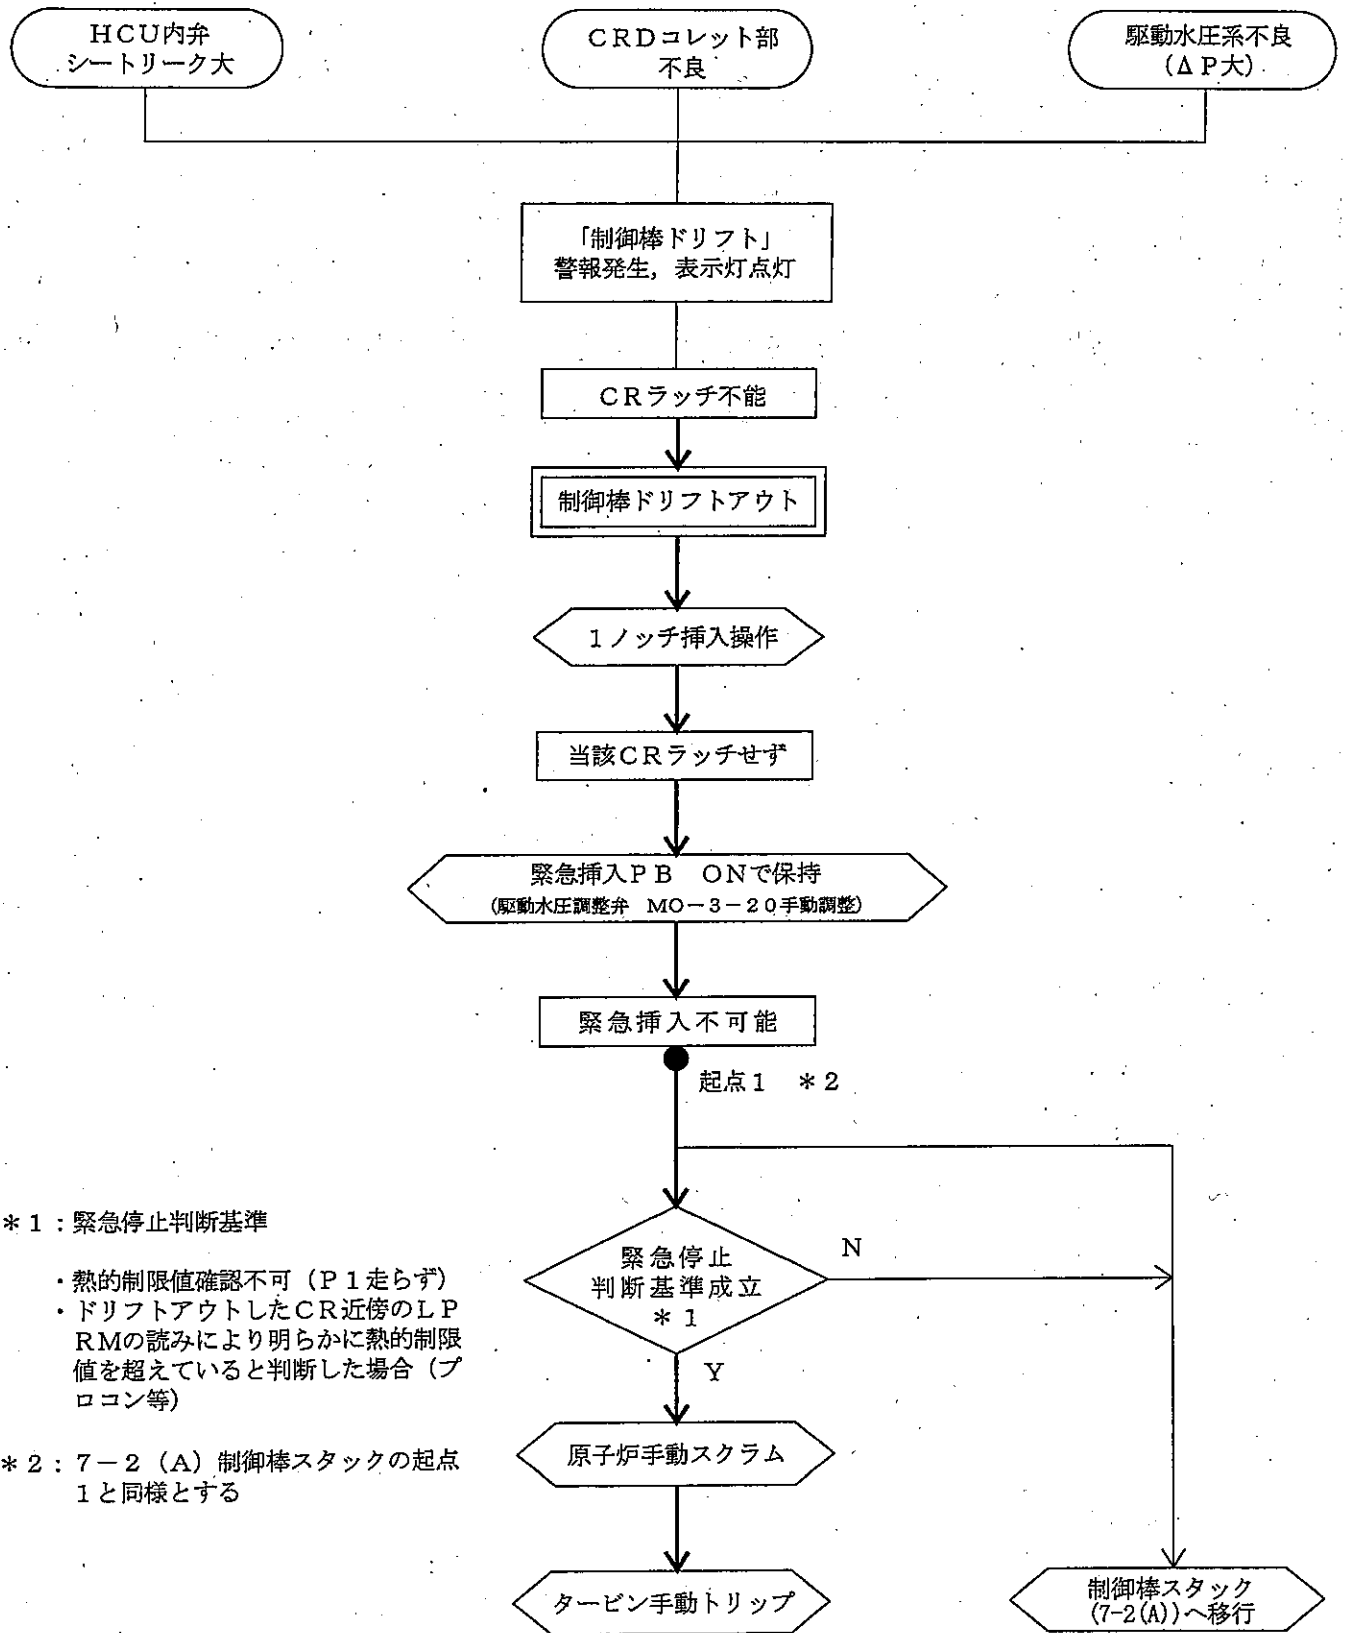 HCU内弁
シートリーク大
CRDコレット部
不良
駆動水圧系不良
(ΔP大)
「制御棒ドリフト」
警報発生，表示灯点灯
CRラッチ不能
制御棒ドリフトアウト
1ノッチ挿入操作
当該CRラッチせず
緊急挿入PB　ONで保持
(駆動水圧調整弁　MO－3－20手動調整)
緊急挿入不可能
起点1　＊2
緊急停止
判断基準成立
＊1
N
Y
＊1：緊急停止判断基準
・熱的制限値確認不可（P1走らず）
・ドリフトアウトしたCR近傍のLP
RMの読みにより明らかに熱的制限
値を超えていると判断した場合（プ
ロコン等）
＊2：7－2（A）制御棒スタックの起点
1と同様とする
原子炉手動スクラム
タービン手動トリップ
制御棒スタック
(7-2(A))へ移行